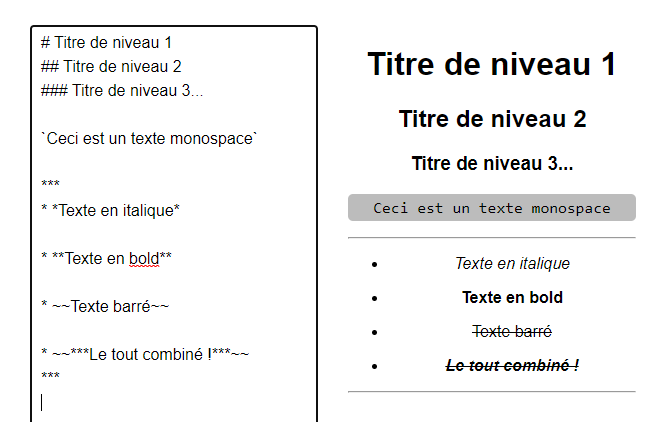 # Titre de niveau 1
## Titre de niveau 2
### Titre de niveau 3...
`Ceci est un texte monospace`
***
* *Texte en italique*
* **Texte en bold**
* ~~Texte barré~~
* ~~***Le tout combiné !***~~
***
Titre de niveau 1
Titre de niveau 2
Titre de niveau 3...
Ceci est un texte monospace
• Texte en italique
• Texte en bold
• Texte barré
• Le tout combiné !